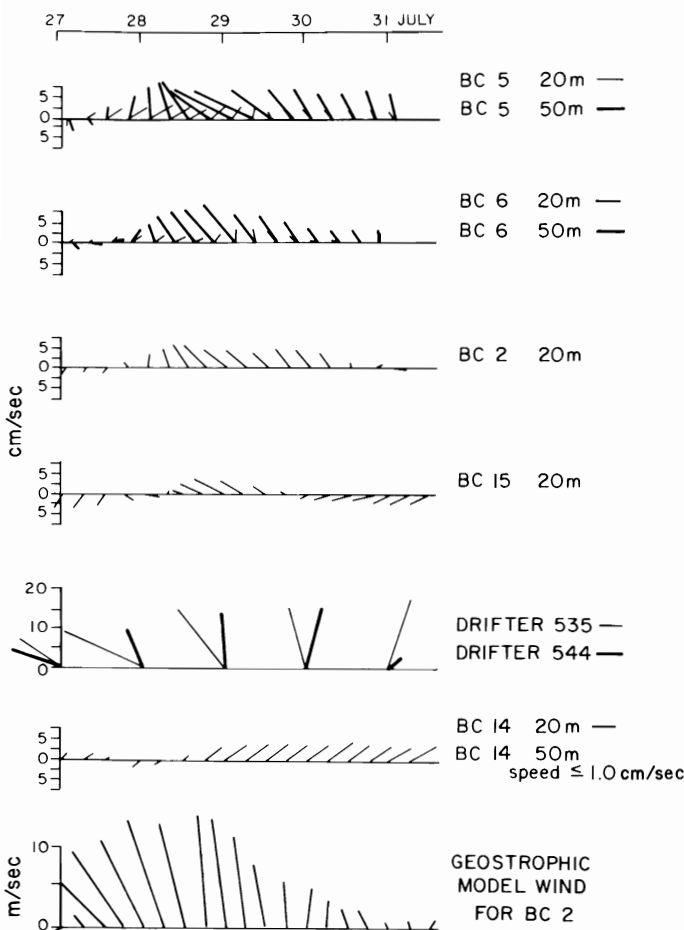 27 28 29 30 31 JULY
5
0
5
BC 5 20m
BC 5 50m
5
0
5
BC 6 20m
BC 6 50m
5
0
5
BC 2 20m
cm/sec
5
0
5
BC 15 20m
20
10
0
DRIFTER 535
DRIFTER 544
5
0
5
BC 14 20m
BC 14 50m
speed ≤ 1.0 cm/sec
m/sec
10
0
GEOSTROPHIC
MODEL WIND
FOR BC 2